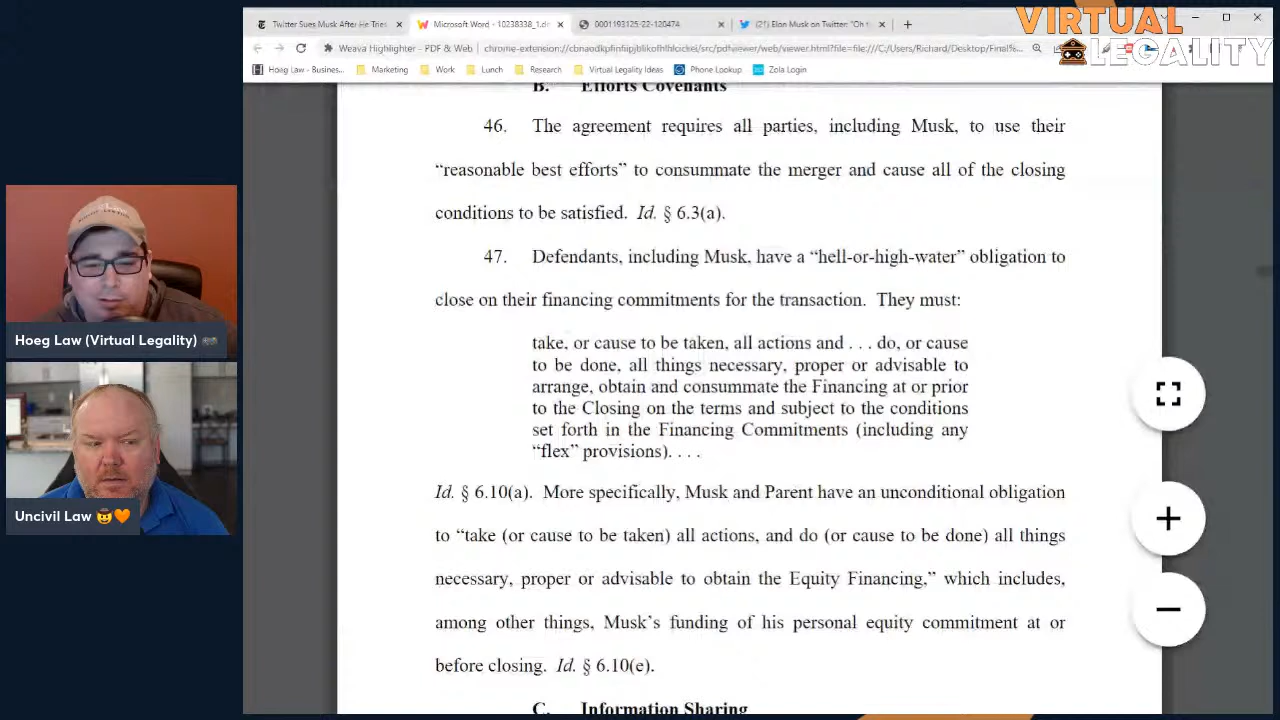 Twitter Sues Musk After He Tries
Microsoft Word - 10238338_1.d
0001193125-22-120474
(21) Elon Musk on Twitter: "Oh
VIRTUAL
LEGALITY
Weava Highlighter - PDF & Web
Hoeg Law - Busines...
Marketing
Work
Lunch
Research
Virtual Legality Ideas
Phone Lookup
Zola Login
B. Efforts Covenants
46. The agreement requires all parties, including Musk, to use their
“reasonable best efforts” to consummate the merger and cause all of the closing
conditions to be satisfied. Id. § 6.3(a).
47. Defendants, including Musk, have a “hell-or-high-water” obligation to
close on their financing commitments for the transaction. They must:
take, or cause to be taken, all actions and . . . do, or cause
to be done, all things necessary, proper or advisable to
arrange, obtain and consummate the Financing at or prior
to the Closing on the terms and subject to the conditions
set forth in the Financing Commitments (including any
“flex” provisions). . . .
Id. § 6.10(a). More specifically, Musk and Parent have an unconditional obligation
to “take (or cause to be taken) all actions, and do (or cause to be done) all things
necessary, proper or advisable to obtain the Equity Financing,” which includes,
among other things, Musk’s funding of his personal equity commitment at or
before closing. Id. § 6.10(e).
C. Information Sharing
Hoeg Law (Virtual Legality) 🎮
Uncivil Law 🤠🧡